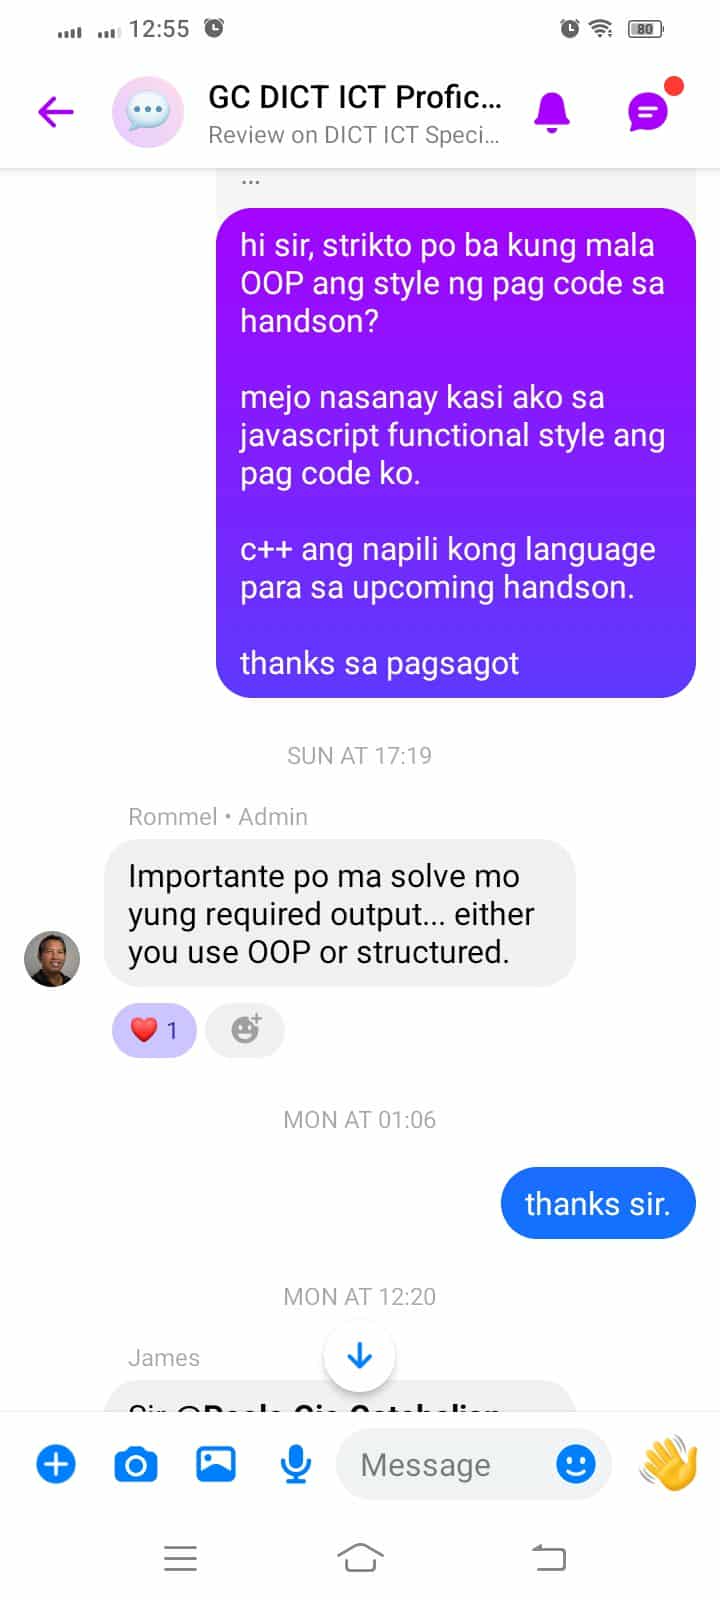 12:55
80
GC DICT ICT Profic...
Review on DICT ICT Speci...
...
hi sir, strikto po ba kung mala
OOP ang style ng pag code sa
handson?
mejo nasanay kasi ako sa
javascript functional style ang
pag code ko.
c++ ang napili kong language
para sa upcoming handson.
thanks sa pagsagot
SUN AT 17:19
Rommel • Admin
Importante po ma solve mo
yung required output... either
you use OOP or structured.
1
MON AT 01:06
thanks sir.
MON AT 12:20
James
Message